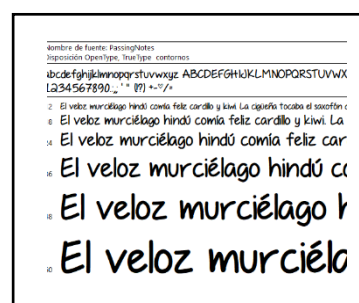 Nombre de fuente: PassingNotes
Disposición OpenType, TrueType contornos
abcdefghijklmnopqrstuvwxyz ABCDEFGHIJKLMNOPQRSTUVWX
1234567890.:,; ' " (!?) +-*/=
El veloz murciélago hindú comía feliz cardillo y kiwi. La cigüeña tocaba el saxofón
El veloz murciélago hindú comía feliz cardillo y kiwi. La
El veloz murciélago hindú comía feliz car
El veloz murciélago hindú c
El veloz murciélago
El veloz murciéla